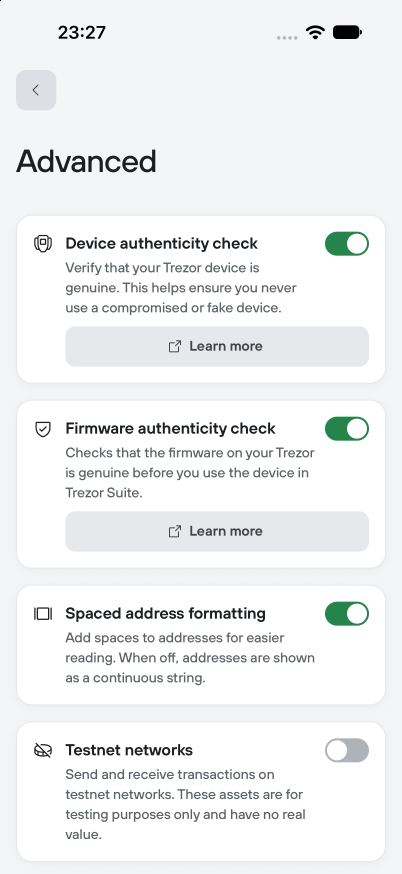 23:27
Advanced
Device authenticity check
Verify that your Trezor device is
genuine. This helps ensure you never
use a compromised or fake device.
Learn more
Firmware authenticity check
Checks that the firmware on your Trezor
is genuine before you use the device in
Trezor Suite.
Learn more
Spaced address formatting
Add spaces to addresses for easier
reading. When off, addresses are shown
as a continuous string.
Testnet networks
Send and receive transactions on
testnet networks. These assets are for
testing purposes only and have no real
value.